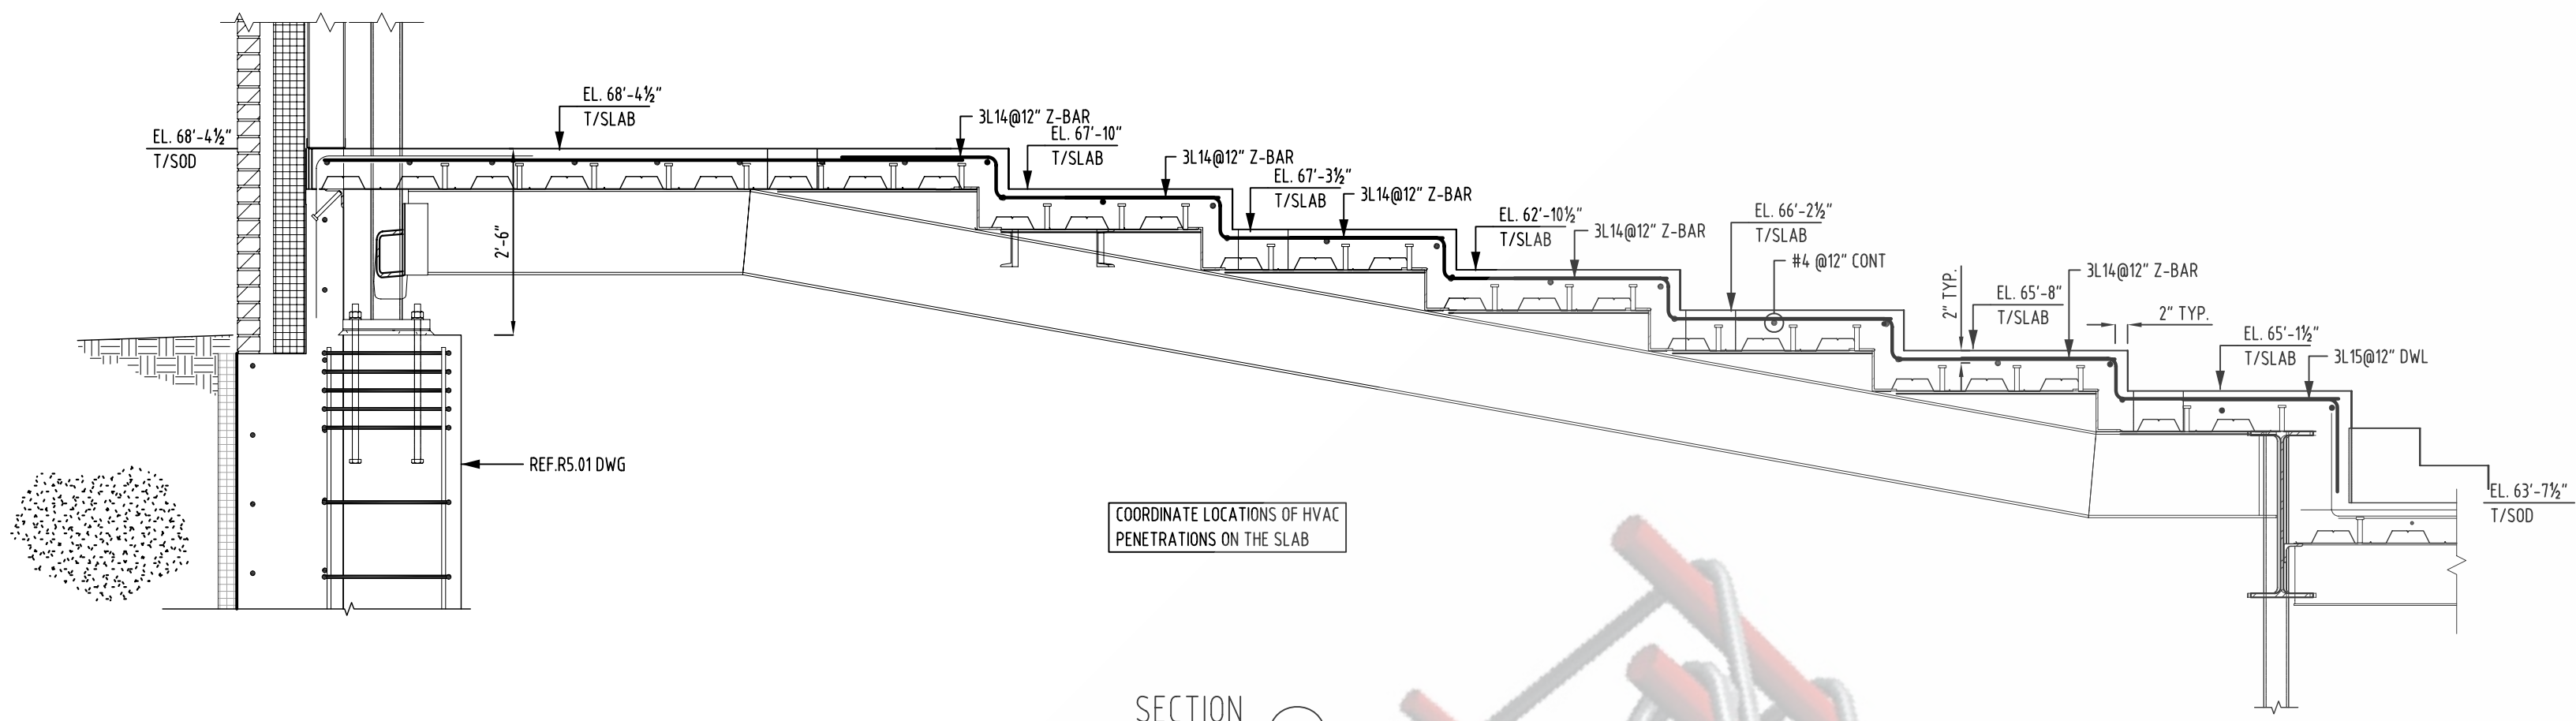 EL. 68'-4½"
T/SLAB
EL. 68'-4½"
T/SOD
3L14@12" Z-BAR
EL. 67'-10"
T/SLAB
3L14@12" Z-BAR
EL. 67'-3½"
T/SLAB
3L14@12" Z-BAR
EL. 62'-10½"
T/SLAB
3L14@12" Z-BAR
EL. 66'-2½"
T/SLAB
#4 @12" CONT
2" TYP.
EL. 65'-8"
T/SLAB
3L14@12" Z-BAR
2" TYP.
EL. 65'-1½"
T/SLAB
3L15@12" DWL
2'-6"
REF.R5.01 DWG
COORDINATE LOCATIONS OF HVAC
PENETRATIONS ON THE SLAB
EL. 63'-7½"
T/SOD
SECTION